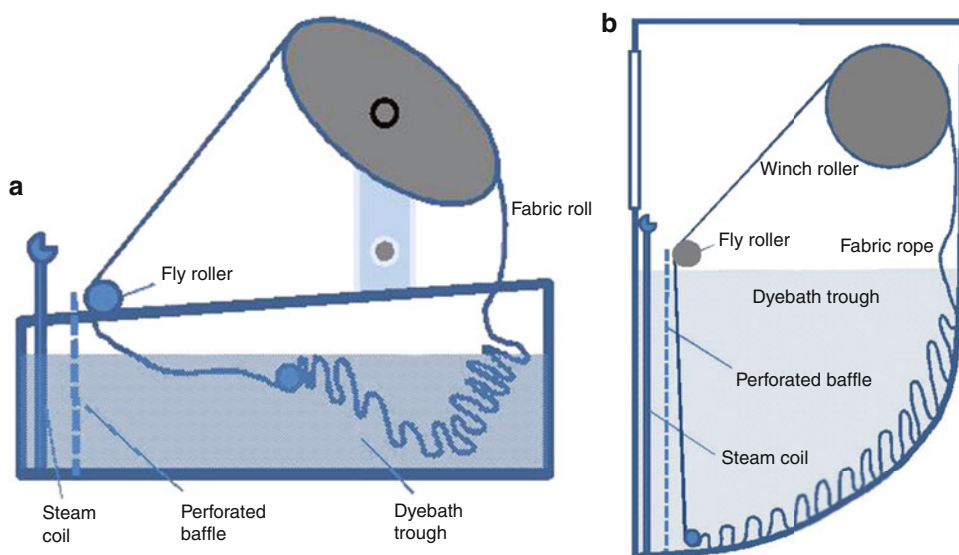 a
Fly roller
Fabric roll
Steam
coil
Perforated
baffle
Dyebath
trough
b
Winch roller
Fly roller
Fabric rope
Dyebath trough
Perforated baffle
Steam coil